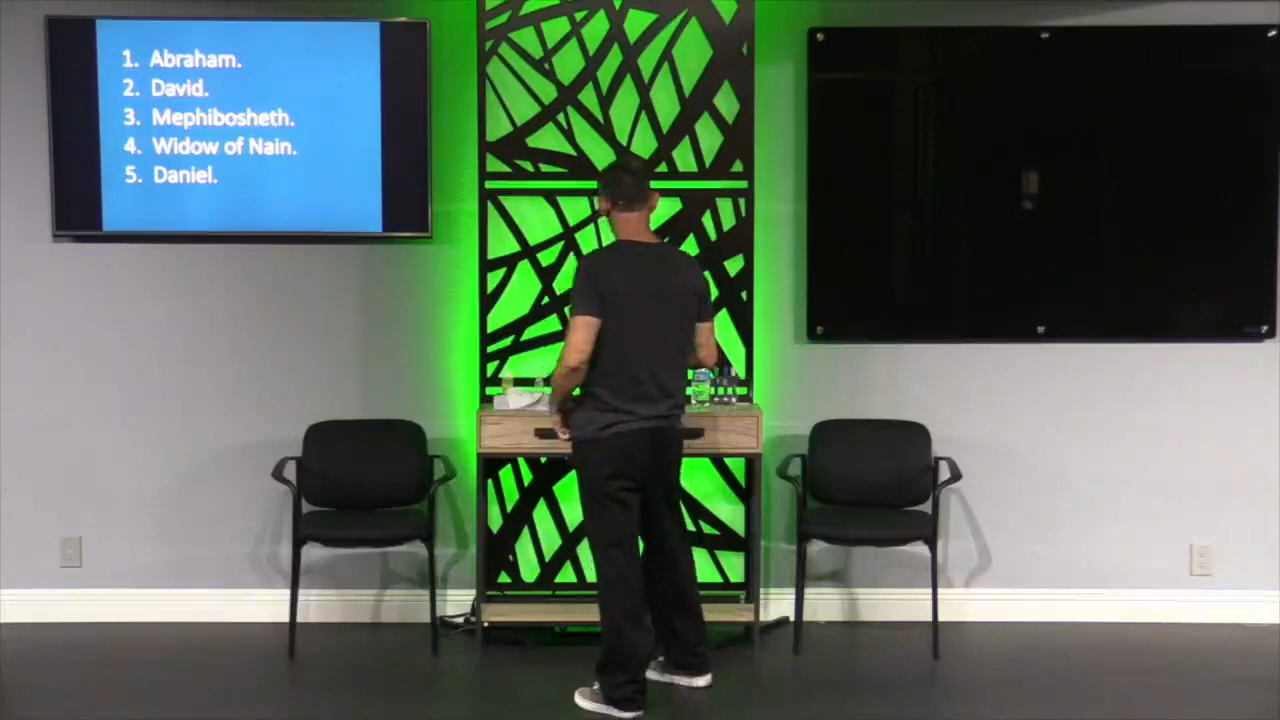 1. Abraham.
2. David.
3. Mephibosheth.
4. Widow of Nain.
5. Daniel.